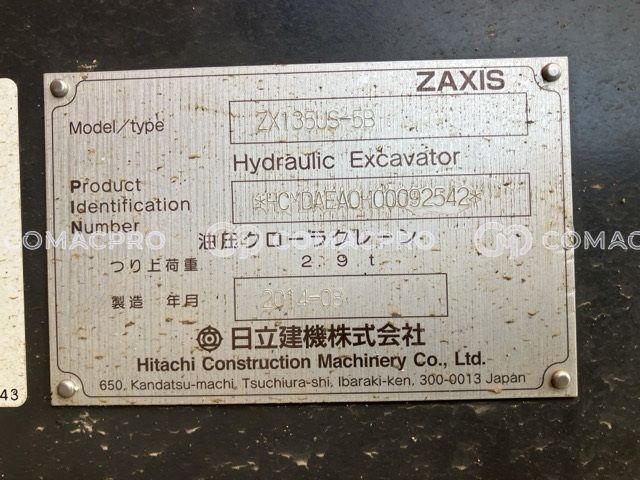 ZAXIS
Model/type ZX135US-5B
Hydraulic Excavator
Product
Identification
Number
*HCMDAEA0H00092542*
油圧クローラクレーン
つり上荷重 2.9t
製造 年月 2014-08
日立建機株式会社
Hitachi Construction Machinery Co., Ltd.
650, Kandatsu-machi, Tsuchiura-shi, Ibaraki-ken, 300-0013 Japan
43
COMACPRO
COMACPRO